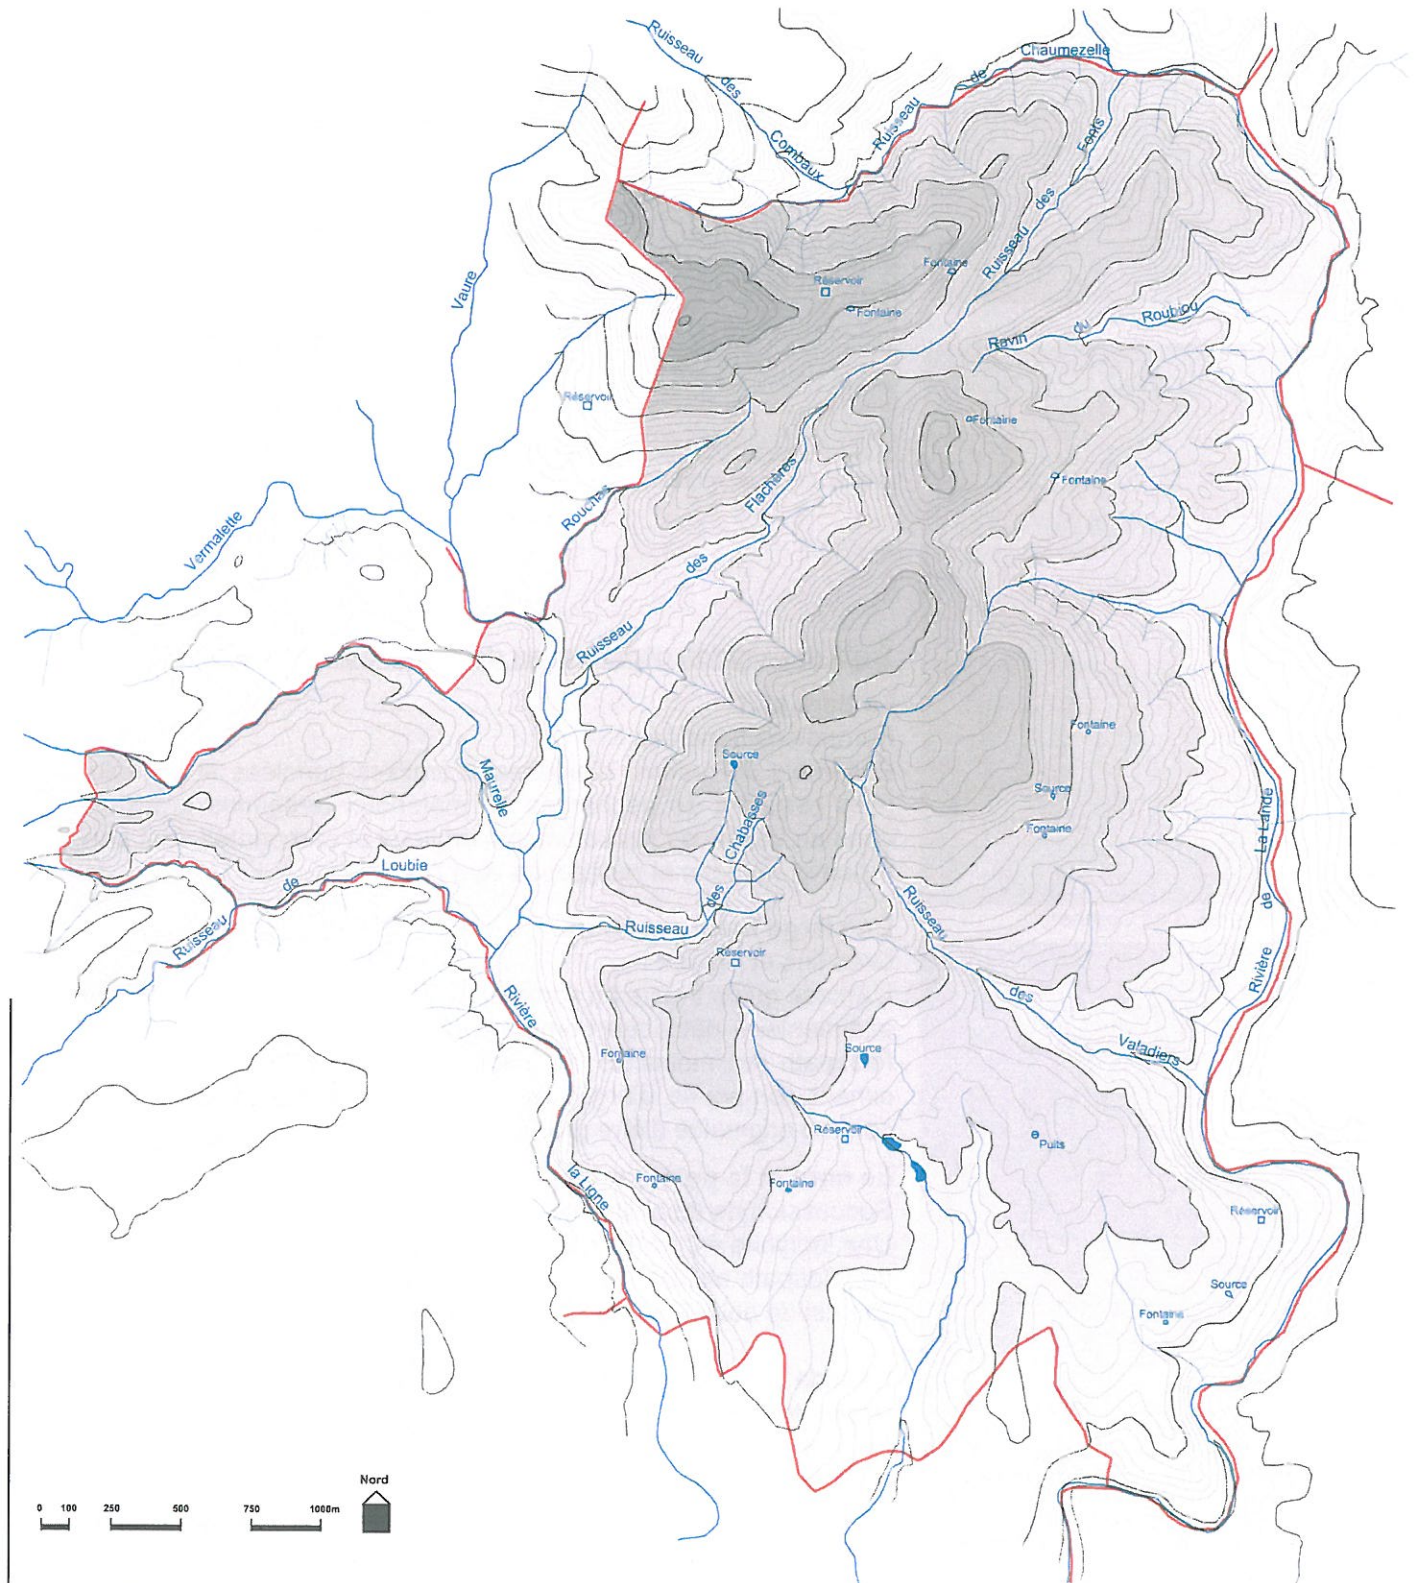 Ruisseau des Combaux
Ruisseau de Chaumezelle
Ruisseau des Fonts
Vaure
Fontaine
Réservoir
Fontaine
Ravin du Roubiou
Réservoir
Fontaine
Fontaine
Rouchas
Ruisseau des Flachères
Vermalette
Fontaine
Source
Source
Fontaine
Maurelle
Ruisseau des Chabasses
Ruisseau de Loubie
Rivière de La Lande
Ruisseau des Valadiers
Réservoir
Rivière la Ligne
Fontaine
Source
Réservoir
Puits
Fontaine
Fontaine
Réservoir
Source
Fontaine
Nord
0 100 250 500 750 1000m